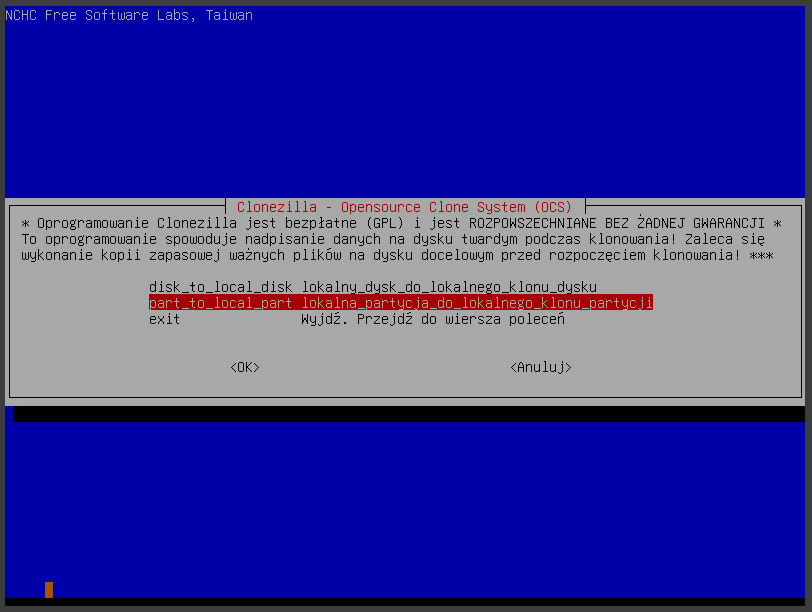 NCHC Free Software Labs, Taiwan
Clonezilla - Opensource Clone System (OCS)
* Oprogramowanie Clonezilla jest bezpłatne (GPL) i jest ROZPOWSZECHNIANE BEZ ŻADNEJ GWARANCJI *
To oprogramowanie spowoduje nadpisanie danych na dysku twardym podczas klonowania! Zaleca się
wykonanie kopii zapasowej ważnych plików na dysku docelowym przed rozpoczęciem klonowania! ***
disk_to_local_disk lokalny_dysk_do_lokalnego_klonu_dysku
part_to_local_part lokalna_partycja_do_lokalnego_klonu_partycji
exit Wyjdź. Przejdź do wiersza poleceń
<OK> <Anuluj>